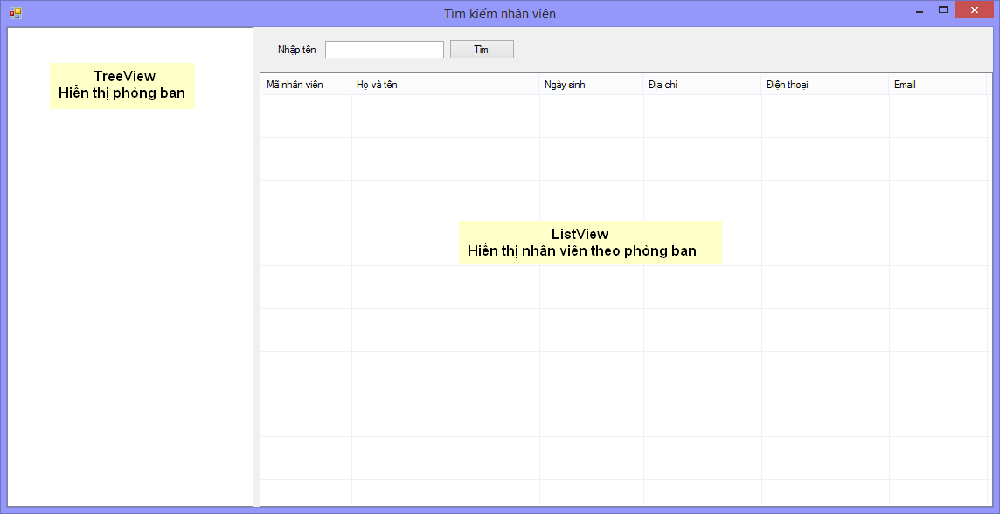 Tìm kiếm nhân viên
TreeView
Hiển thị phòng ban
Nhập tên
Tìm
Mã nhân viên Họ và tên Ngày sinh Địa chỉ Điện thoại Email
ListView
Hiển thị nhân viên theo phòng ban